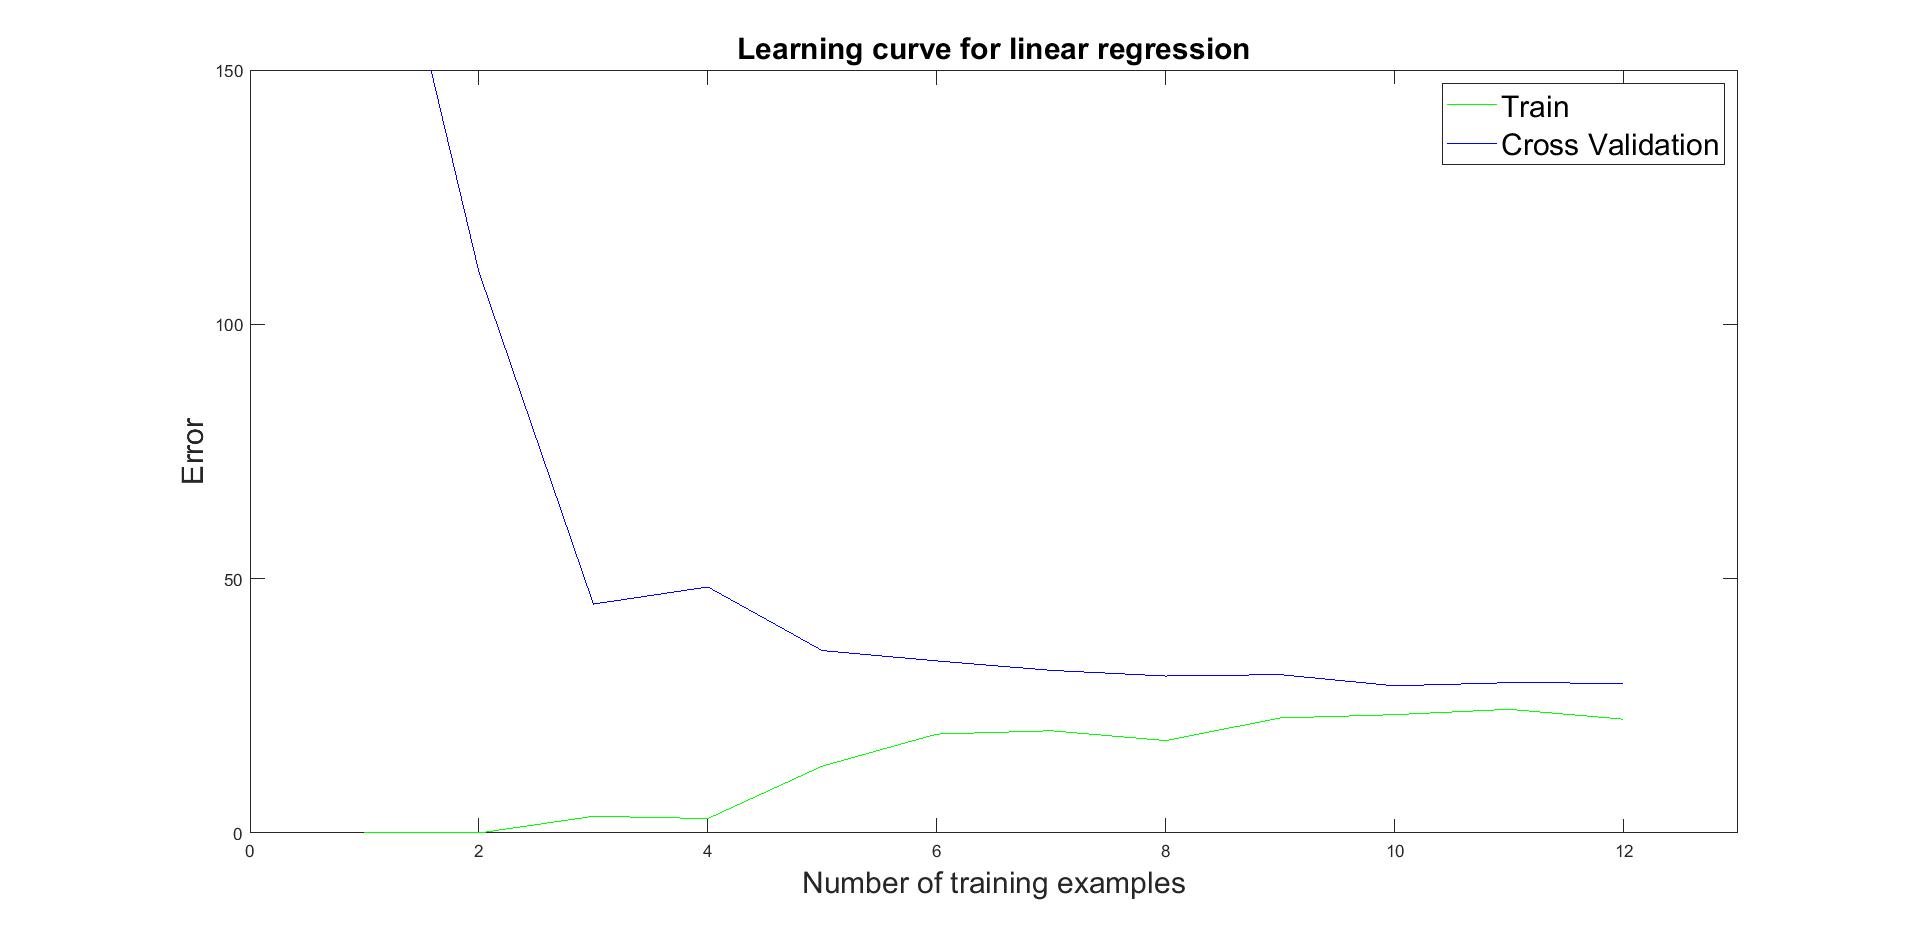 Learning curve for linear regression
150
100
50
0
Error
Train
Cross Validation
0 2 4 6 8 10 12
Number of training examples